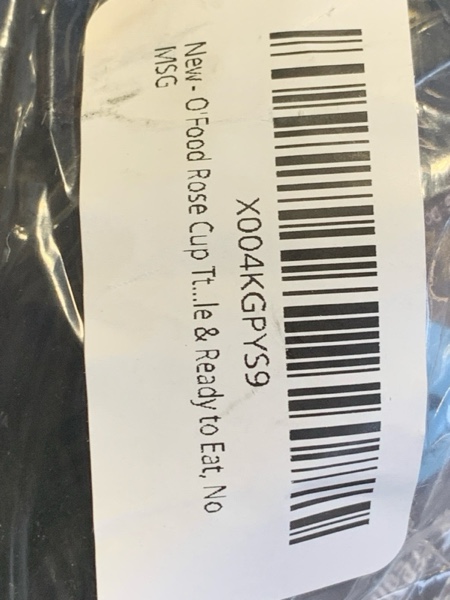 X004KGPYS9
New - O'Food Rose Cup Tt...le & Ready to Eat, No
MSG